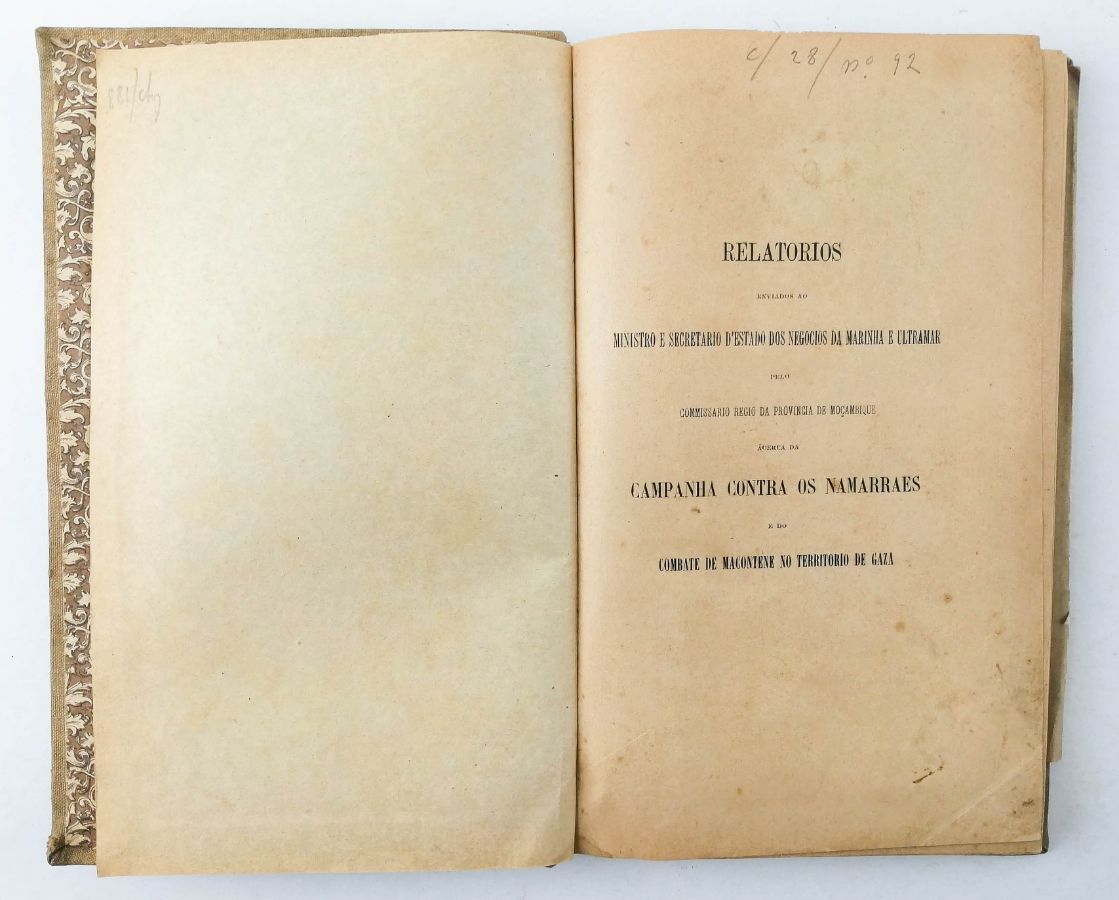 c/ 28/ nº 92
RELATORIOS
ENVIADOS AO
MINISTRO E SECRETARIO D'ESTADO DOS NEGOCIOS DA MARINHA E ULTRAMAR
PELO
COMMISSARIO REGIO DA PROVINCIA DE MOÇAMBIQUE
ÁCERCA DA
CAMPANHA CONTRA OS NAMARRAES
E DO
COMBATE DE MACONTENE NO TERRITORIO DE GAZA